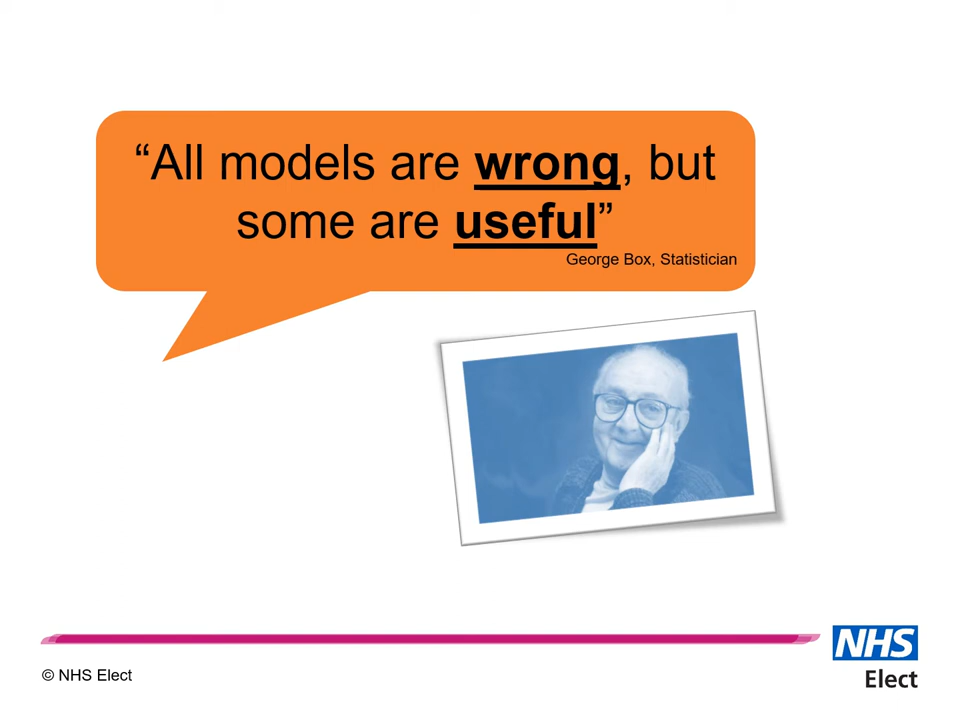 “All models are wrong, but
some are useful”
George Box, Statistician
NHS
Elect
© NHS Elect